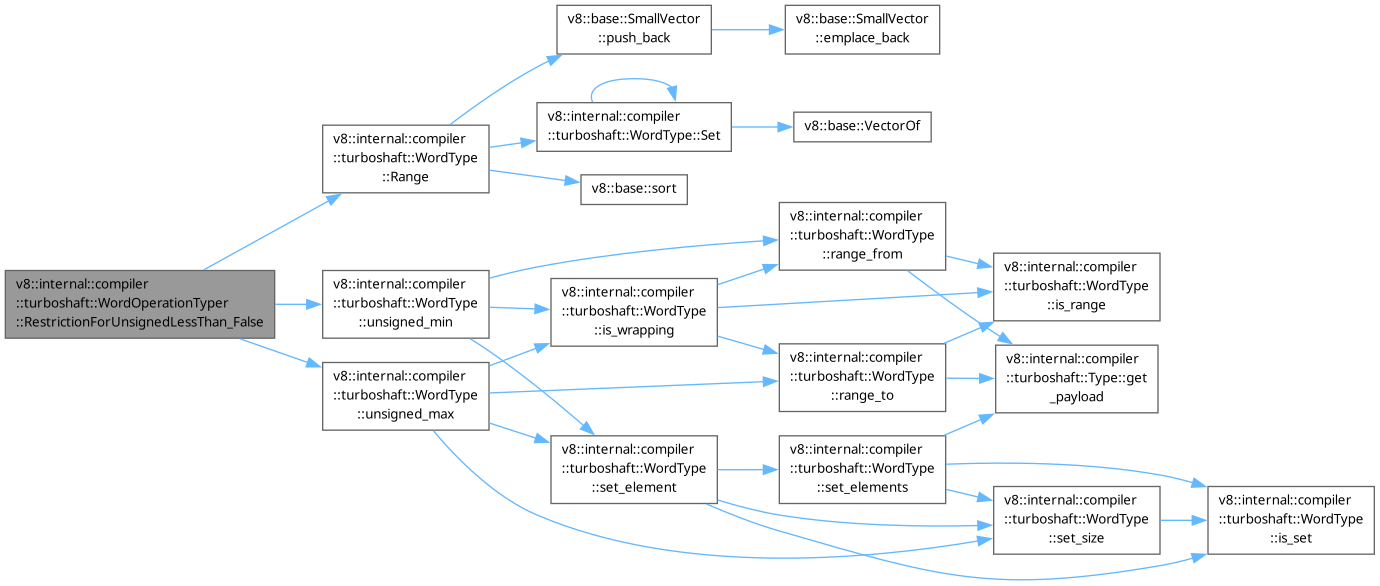 v8::internal::compiler
::turboshaft::WordOperationTyper
::RestrictionForUnsignedLessThan_False
v8::internal::compiler
::turboshaft::WordType
::Range
v8::internal::compiler
::turboshaft::WordType
::unsigned_min
v8::internal::compiler
::turboshaft::WordType
::unsigned_max
v8::base::SmallVector
::push_back
v8::internal::compiler
::turboshaft::WordType::Set
v8::base::sort
v8::internal::compiler
::turboshaft::WordType
::is_wrapping
v8::internal::compiler
::turboshaft::WordType
::set_element
v8::base::SmallVector
::emplace_back
v8::base::VectorOf
v8::internal::compiler
::turboshaft::WordType
::range_from
v8::internal::compiler
::turboshaft::WordType
::range_to
v8::internal::compiler
::turboshaft::WordType
::set_elements
v8::internal::compiler
::turboshaft::WordType
::is_range
v8::internal::compiler
::turboshaft::Type::get
_payload
v8::internal::compiler
::turboshaft::WordType
::set_size
v8::internal::compiler
::turboshaft::WordType
::is_set